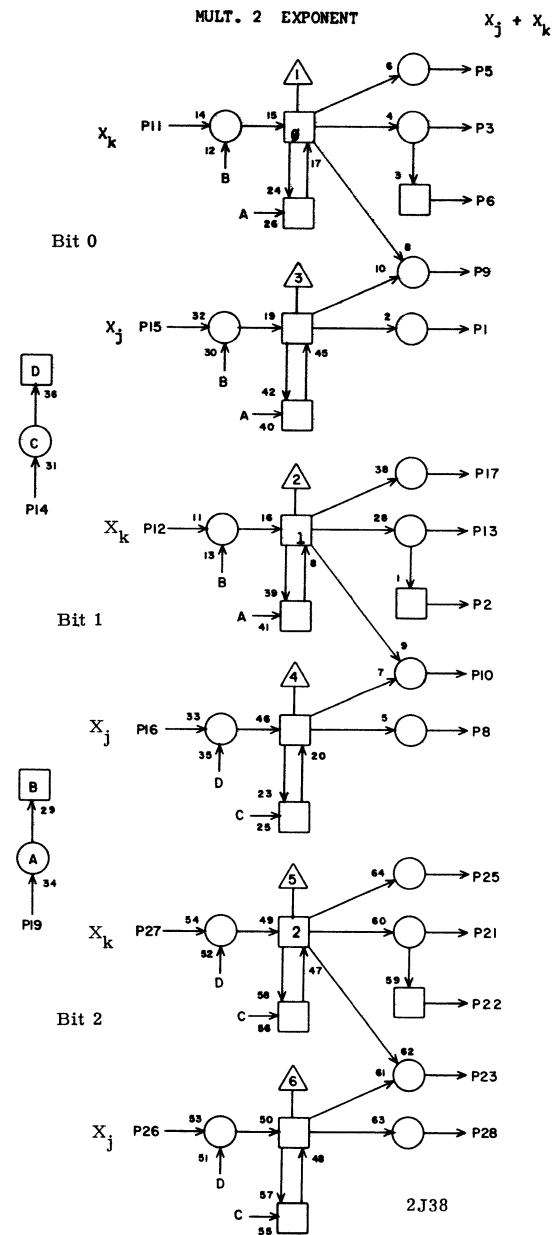 MULT. 2 EXPONENT
Xj + Xk
1
6
P5
Xk P11 14 15 0 4 P3
12 17
B
24 3 P6
A 26
Bit 0
8
3 10 P9
Xj P15 32 19 2 P1
30 45
B
D 42
36 A 40
C
31
P14
2 38 P17
Xk P12 11 16 1 28 P13
13 8
B 39 1 P2
A 41
Bit 1
9
4 7 P10
Xj P16 33 46 5 P8
35 20
D
B 23
29 C 25
A
34
5 64 P25
P19
Xk P27 54 49 2 60 P21
52 47
D 58 59 P22
C 56
Bit 2
62
6 61 P23
Xj P26 53 50 63 P28
51 48
D 57
C 55
2J38